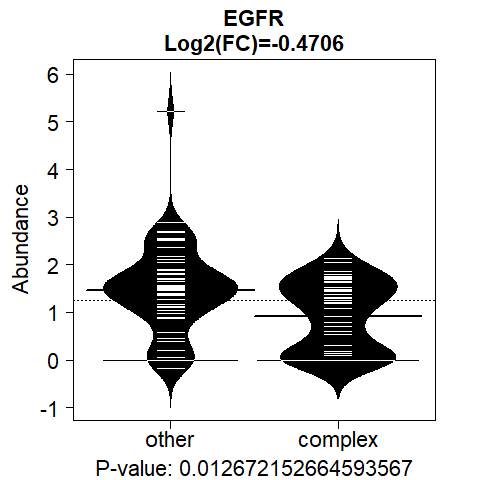 EGFR
Log2(FC)=-0.4706
6
5
4
3
2
1
0
-1
Abundance
other complex
P-value: 0.012672152664593567